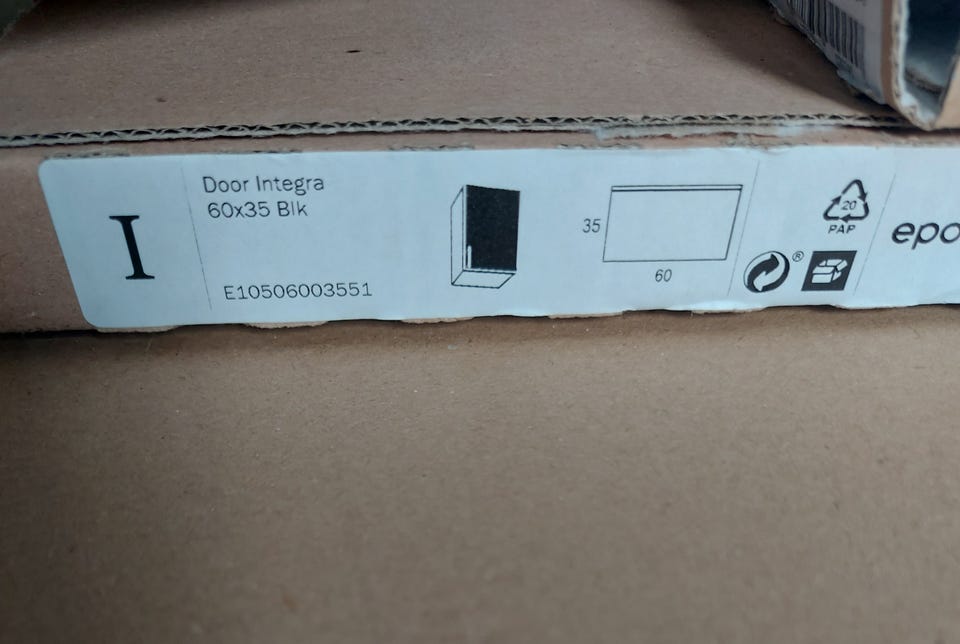 I
Door Integra
60x35 Blk
E10506003551
35
60
20
PAP
®
epo